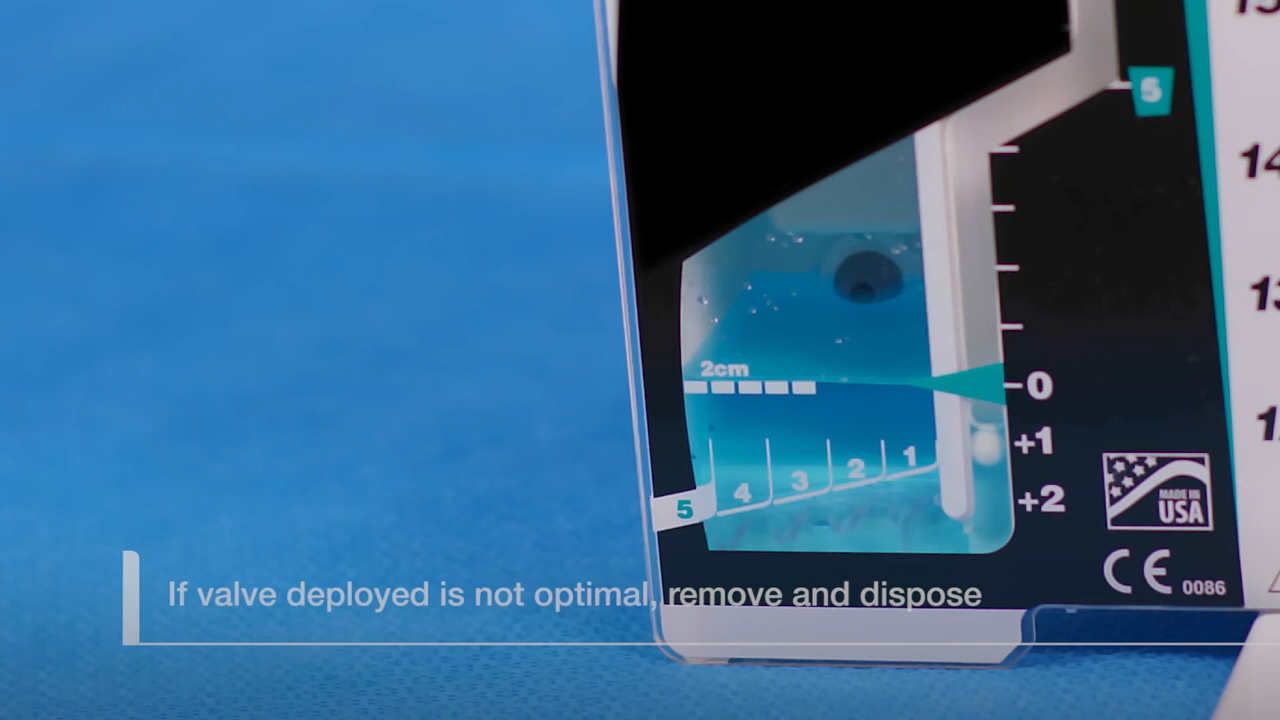 5
2cm
0
+1
+2
1
2
3
4
5
MADE IN
USA
CE 0086
If valve deployed is not optimal, remove and dispose